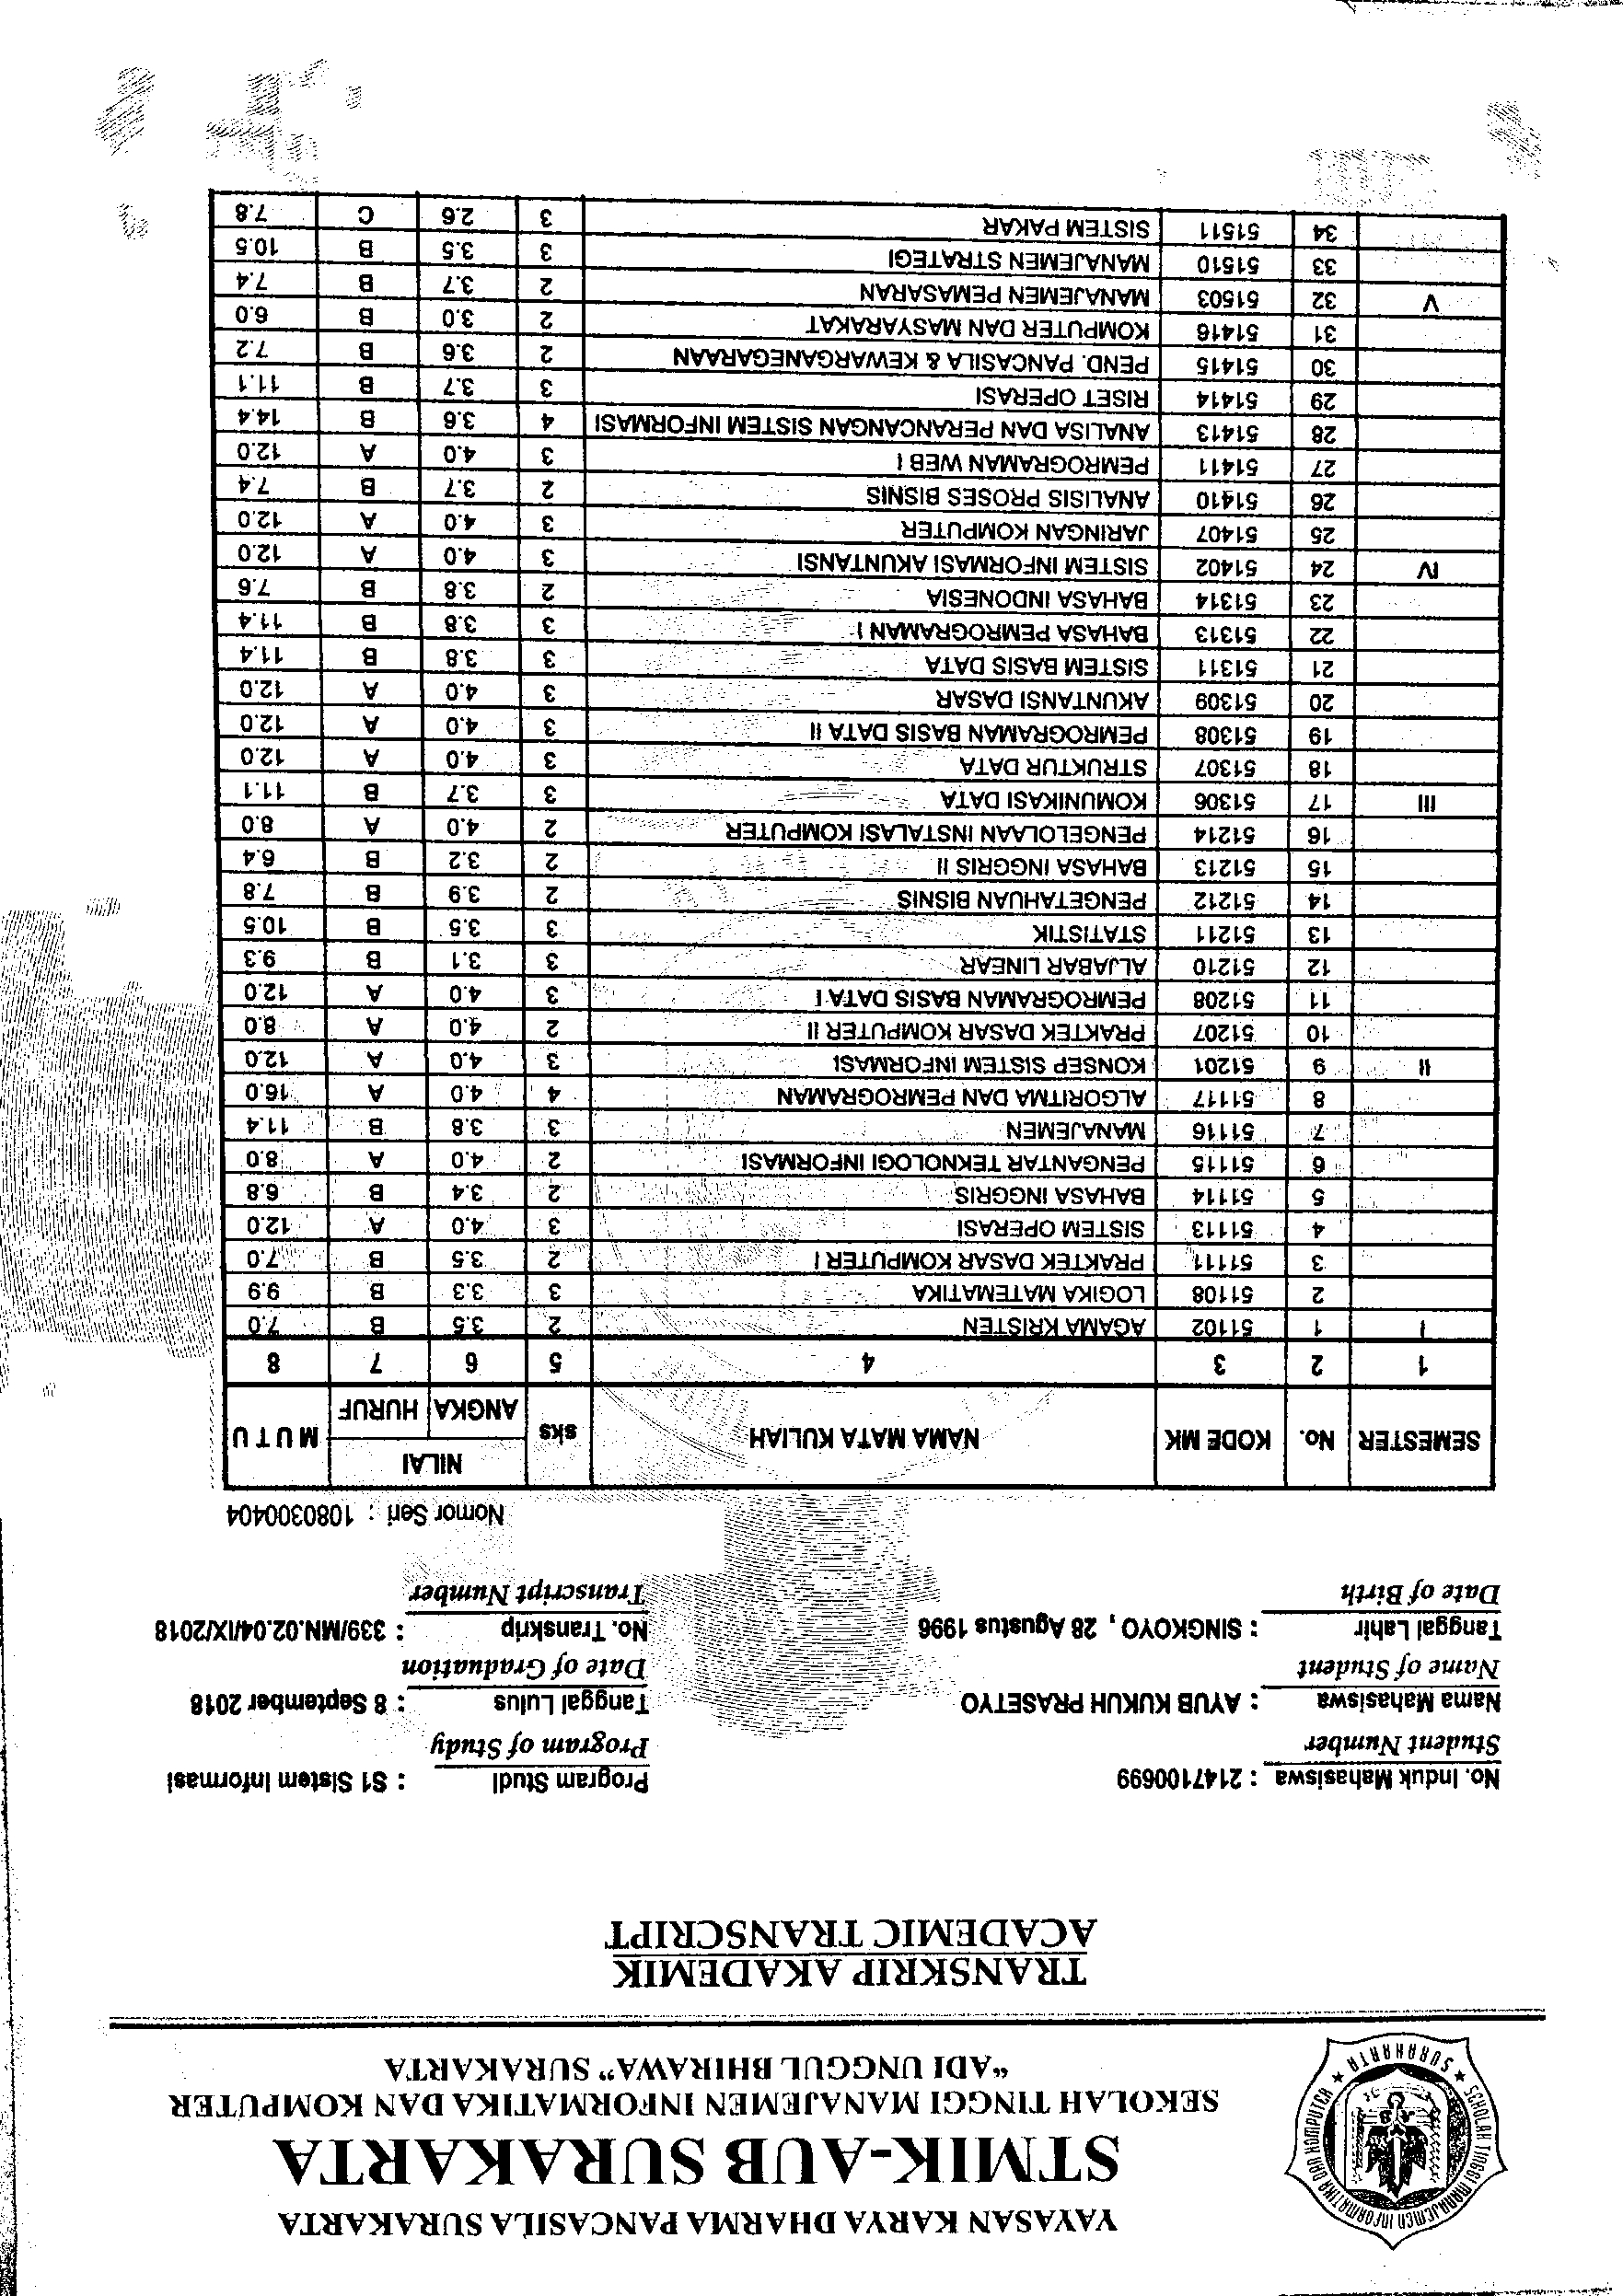 YAYASAN KARYA DHARMA PANCASILA SURAKARTA
STMIK-AUB SURAKARTA
SEKOLAH TINGGI MANAJEMEN INFORMATIKA DAN KOMPUTER
“ADI UNGGUL BHIRAWA” SURAKARTA
SEKOLAH TINGGI MANAJEMEN INFORMATIKA DAN KOMPUTER
SURAKARTA
TRANSKRIP AKADEMIK
ACADEMIC TRANSCRIPT
No. Induk Mahasiswa : 2147100699 Program Studi : S1 Sistem Informasi
Student Number Program of Study
Nama Mahasiswa : AYUB KUKUH PRASETYO Tanggal Lulus : 8 September 2018
Name of Student Date of Graduation
Tanggal Lahir : SINGKOYO , 28 Agustus 1996 No. Transkrip : 339/MN.02.04/IX/2018
Date of Birth Transcript Number
Nomor Seri : 1080300404
SEMESTER No. KODE MK NAMA MATA KULIAH sks NILAI MUTU
ANGKA HURUF
1 2 3 4 5 6 7 8
I 1 51102 AGAMA KRISTEN 2 3.5 B 7.0
2 51108 LOGIKA MATEMATIKA 3 3.3 B 9.9
3 51111 PRAKTEK DASAR KOMPUTER I 2 3.5 B 7.0
4 51113 SISTEM OPERASI 3 4.0 A 12.0
5 51114 BAHASA INGGRIS 2 3.4 B 6.8
6 51115 PENGANTAR TEKNOLOGI INFORMASI 2 4.0 A 8.0
7 51116 MANAJEMEN 3 3.8 B 11.4
8 51117 ALGORITMA DAN PEMROGRAMAN 4 4.0 A 16.0
II 9 51201 KONSEP SISTEM INFORMASI 3 4.0 A 12.0
10 51207 PRAKTEK DASAR KOMPUTER II 2 4.0 A 8.0
11 51208 PEMROGRAMAN BASIS DATA I 3 4.0 A 12.0
12 51210 ALJABAR LINEAR 3 3.1 B 9.3
13 51211 STATISTIK 3 3.5 B 10.5
14 51212 PENGETAHUAN BISNIS 2 3.9 B 7.8
15 51213 BAHASA INGGRIS II 2 3.2 B 6.4
16 51214 PENGELOLAAN INSTALASI KOMPUTER 2 4.0 A 8.0
III 17 51306 KOMUNIKASI DATA 3 3.7 B 11.1
18 51307 STRUKTUR DATA 3 4.0 A 12.0
19 51308 PEMROGRAMAN BASIS DATA II 3 4.0 A 12.0
20 51309 AKUNTANSI DASAR 3 4.0 A 12.0
21 51311 SISTEM BASIS DATA 3 3.8 B 11.4
22 51313 BAHASA PEMROGRAMAN I 3 3.8 B 11.4
23 51314 BAHASA INDONESIA 2 3.8 B 7.6
IV 24 51402 SISTEM INFORMASI AKUNTANSI 3 4.0 A 12.0
25 51407 JARINGAN KOMPUTER 3 4.0 A 12.0
26 51410 ANALISIS PROSES BISNIS 2 3.7 B 7.4
27 51411 PEMROGRAMAN WEB I 3 4.0 A 12.0
28 51413 ANALISA DAN PERANCANGAN SISTEM INFORMASI 4 3.6 B 14.4
29 51414 RISET OPERASI 3 3.7 B 11.1
30 51415 PEND. PANCASILA & KEWARGANEGARAAN 2 3.6 B 7.2
31 51416 KOMPUTER DAN MASYARAKAT 2 3.0 B 6.0
V 32 51503 MANAJEMEN PEMASARAN 2 3.7 B 7.4
33 51510 MANAJEMEN STRATEGI 3 3.5 B 10.5
34 51511 SISTEM PAKAR 3 2.6 C 7.8